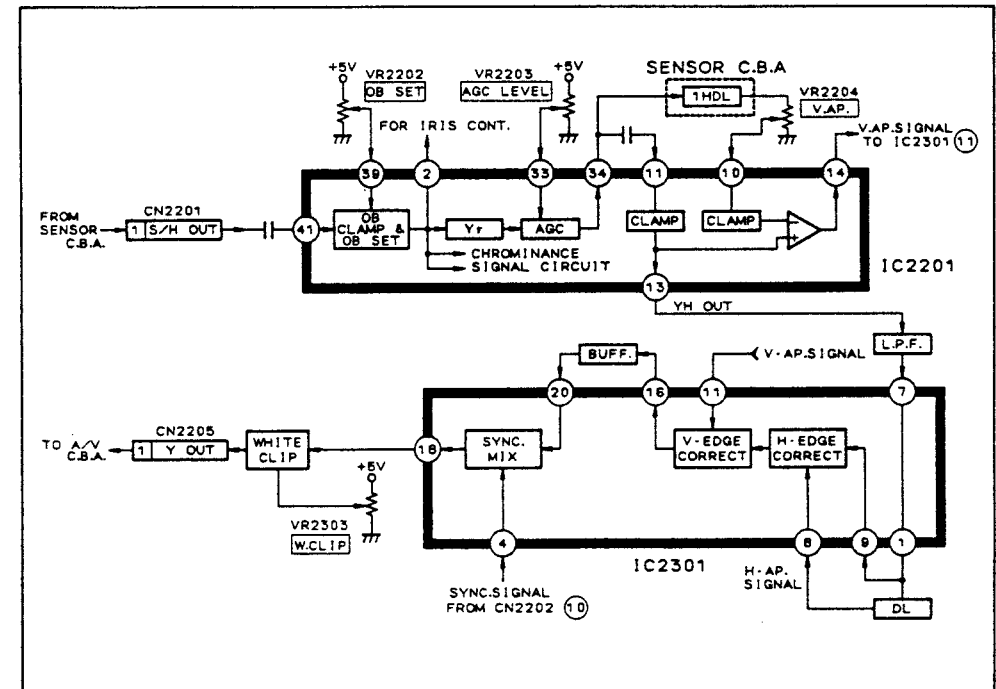 +5V
VR2202
OB SET
VR2203
AGC LEVEL
+5V
SENSOR C.B.A
1HDL
VR2204
V.AP.
FOR IRIS CONT.
V.AP.SIGNAL
TO IC2301 11
39
2
33
34
11
10
14
FROM
SENSOR
C.B.A.
CN2201
1 S/H OUT
41
OB
CLAMP &
OB SET
Yr
AGC
CLAMP
CLAMP
CHROMINANCE
SIGNAL CIRCUIT
IC2201
13
YH OUT
L.P.F.
BUFF.
V-AP.SIGNAL
20
16
11
7
TO A/V
C.B.A.
CN2205
1 Y OUT
WHITE
CLIP
18
SYNC.
MIX
V-EDGE
CORRECT
H-EDGE
CORRECT
+5V
VR2303
W.CLIP
4
8
9
1
IC2301
H-AP.
SIGNAL
SYNC.SIGNAL
FROM CN2202 10
DL